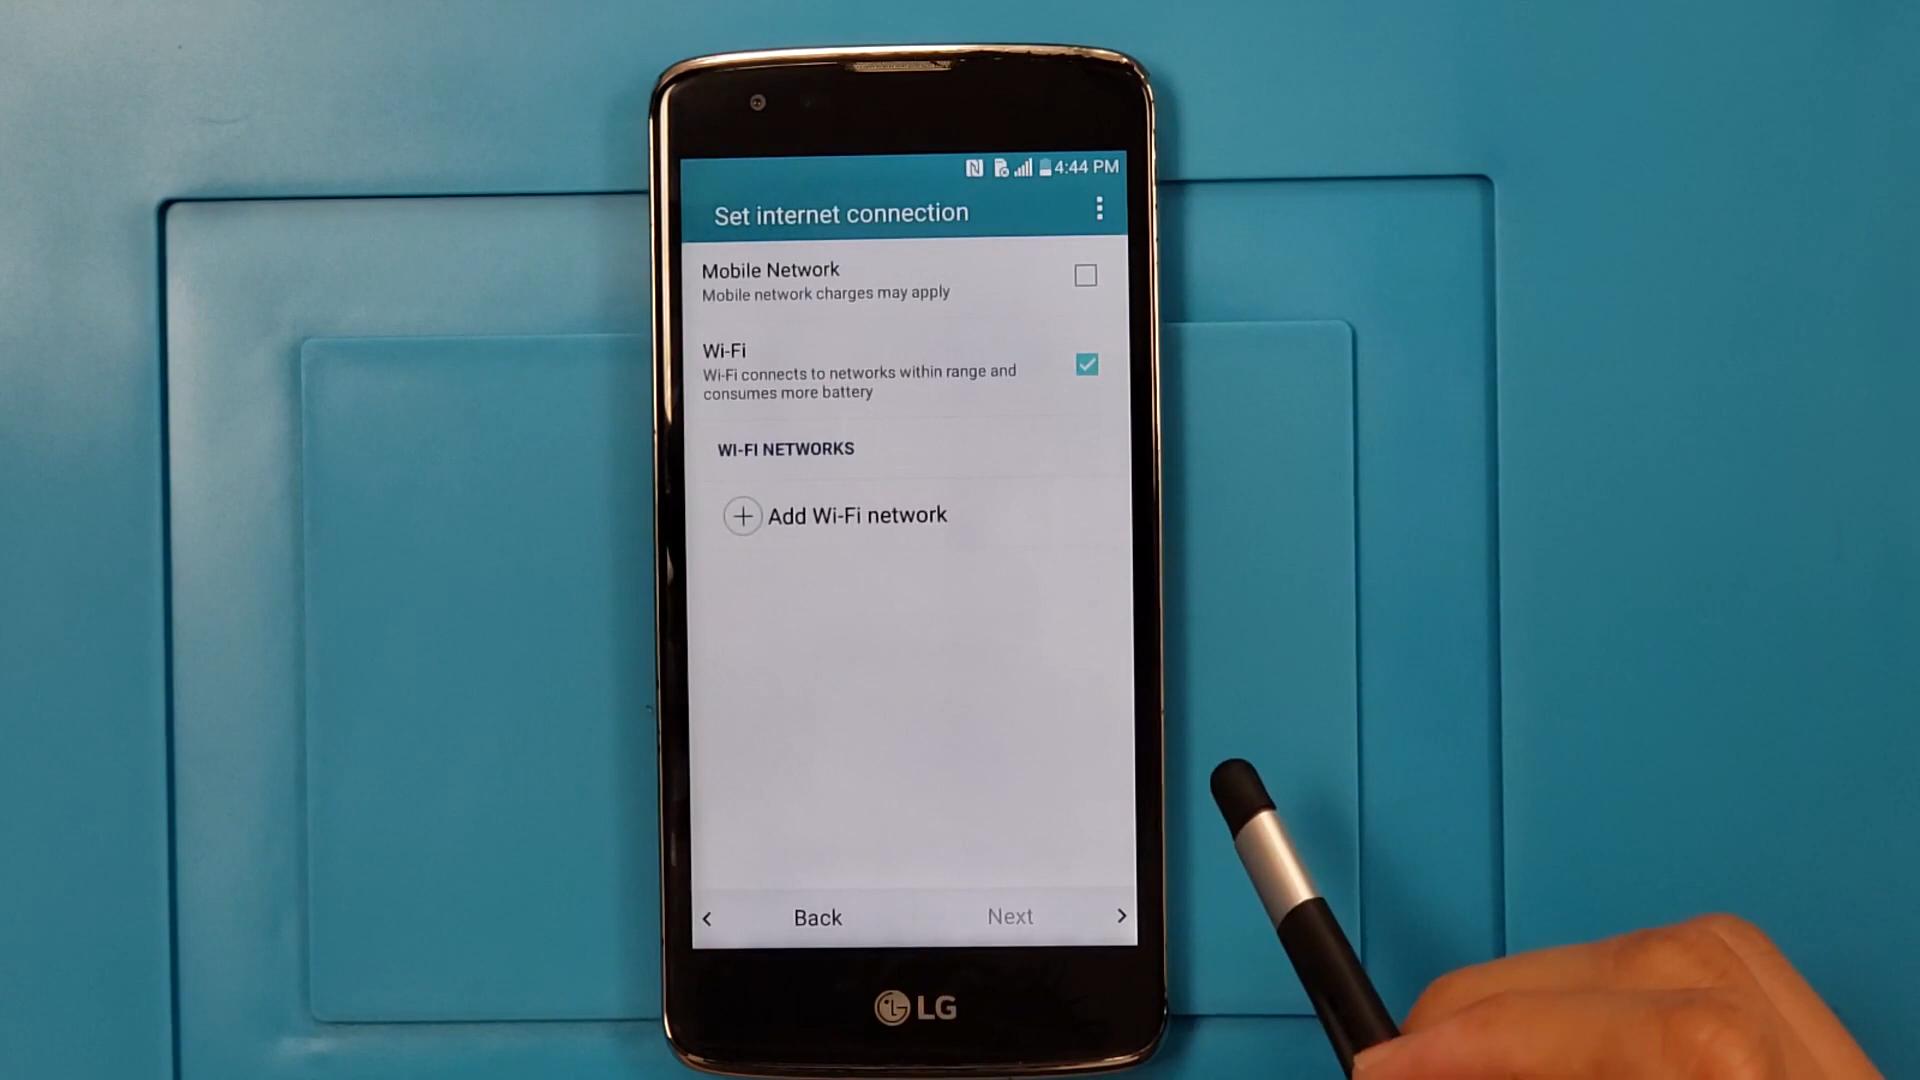 4:44 PM
Set internet connection
Mobile Network
Mobile network charges may apply
Wi-Fi
Wi-Fi connects to networks within range and
consumes more battery
WI-FI NETWORKS
Add Wi-Fi network
Back
Next
LG